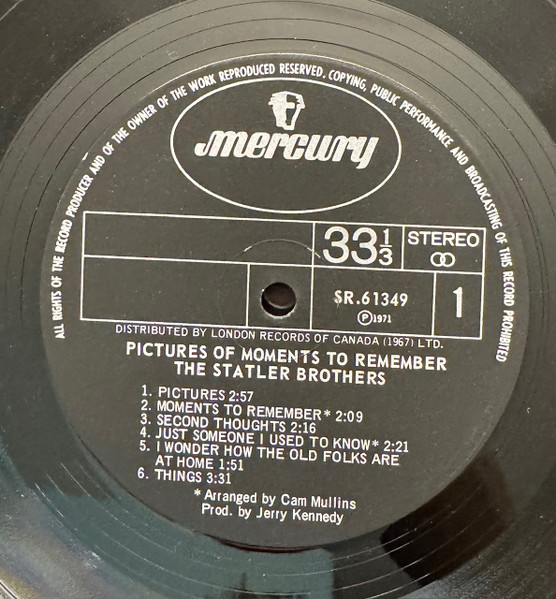 ALL RIGHTS OF THE RECORD PRODUCER AND OF THE OWNER OF THE WORK REPRODUCED RESERVED. COPYING, PUBLIC PERFORMANCE AND BROADCASTING OF THIS RECORD PROHIBITED
mercury
33 1/3
STEREO
SR.61349
Ⓟ1971
1
DISTRIBUTED BY LONDON RECORDS OF CANADA (1967) LTD.
PICTURES OF MOMENTS TO REMEMBER
THE STATLER BROTHERS
1. PICTURES 2:57
2. MOMENTS TO REMEMBER* 2:09
3. SECOND THOUGHTS 2:16
4. JUST SOMEONE I USED TO KNOW* 2:21
5. I WONDER HOW THE OLD FOLKS ARE
AT HOME 1:51
6. THINGS 3:31
* Arranged by Cam Mullins
Prod. by Jerry Kennedy